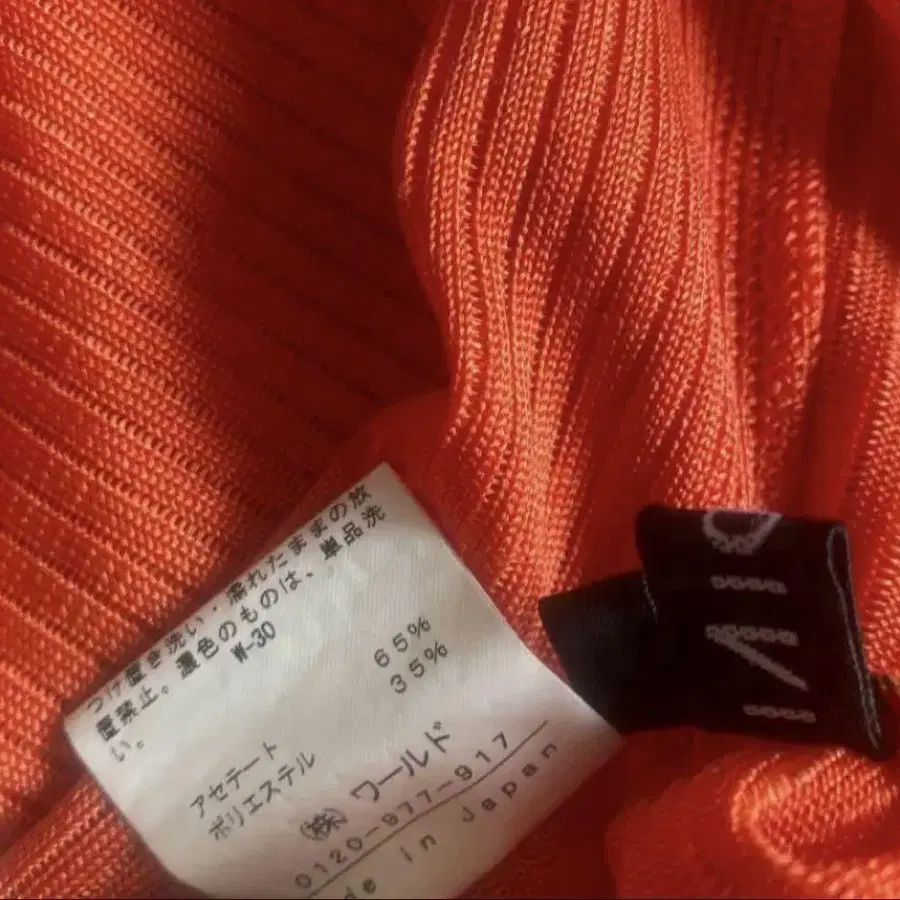 つけ置き洗い・濡れたままの放
置禁止。濃色のものは、単品洗
い。
W-30
アセテート 65%
ポリエステル 35%
(株) ワールド
0120-977-917
de in Japan